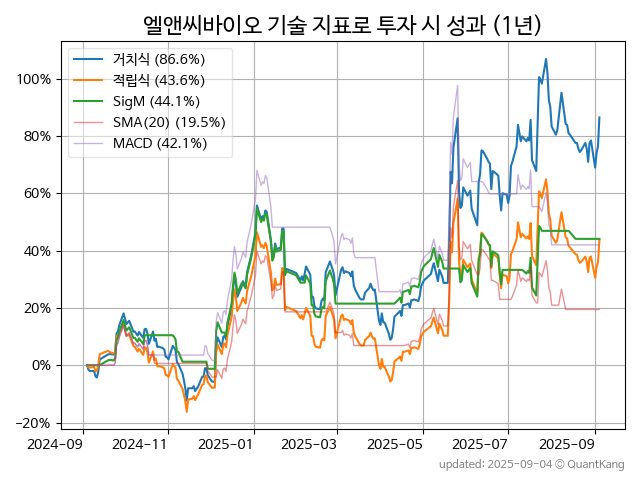 엘앤씨바이오 기술 지표로 투자 시 성과 (1년)
거치식 (86.6%)
적립식 (43.6%)
SigM (44.1%)
SMA(20) (19.5%)
MACD (42.1%)
100%
80%
60%
40%
20%
0%
−20%
2024-09 2024-11 2025-01 2025-03 2025-05 2025-07 2025-09
updated: 2025-09-04 © QuantKang